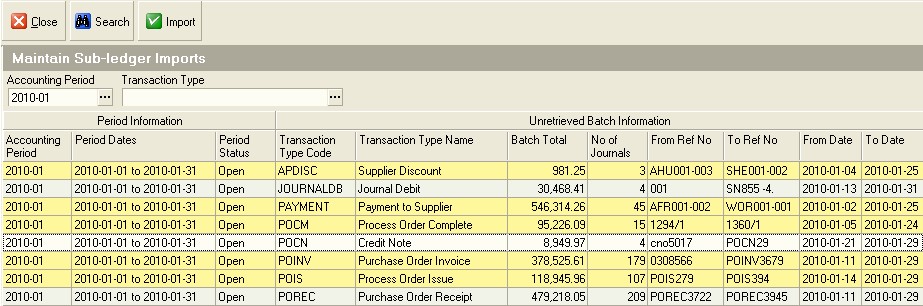 Close Search Import
Maintain Sub-ledger Imports
Accounting Period Transaction Type
2010-01 ... ...
Period Information Unretrieved Batch Information
Accounting Period Period Dates Period Status Transaction Type Code Transaction Type Name Batch Total No of Journals From Ref No To Ref No From Date To Date
2010-01 2010-01-01 to 2010-01-31 Open APDISC Supplier Discount 981.25 3 AHU001-003 SHE001-002 2010-01-04 2010-01-25
2010-01 2010-01-01 to 2010-01-31 Open JOURNALDB Journal Debit 30,468.41 4 001 SN855 -4. 2010-01-13 2010-01-31
2010-01 2010-01-01 to 2010-01-31 Open PAYMENT Payment to Supplier 546,314.26 45 AFR001-002 WOR001-001 2010-01-02 2010-01-25
2010-01 2010-01-01 to 2010-01-31 Open POCM Process Order Complete 95,226.09 15 1294/1 1360/1 2010-01-05 2010-01-24
2010-01 2010-01-01 to 2010-01-31 Open POCN Credit Note 8,949.97 4 cno5017 POCN29 2010-01-21 2010-01-29
2010-01 2010-01-01 to 2010-01-31 Open POINV Purchase Order Invoice 378,525.61 179 0308566 POINV3679 2010-01-11 2010-01-29
2010-01 2010-01-01 to 2010-01-31 Open POIS Process Order Issue 118,945.96 107 POIS279 POIS394 2010-01-14 2010-01-29
2010-01 2010-01-01 to 2010-01-31 Open POREC Purchase Order Receipt 479,218.05 209 POREC3722 POREC3945 2010-01-21 2010-01-29